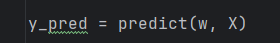 y_pred = predict(w, X)